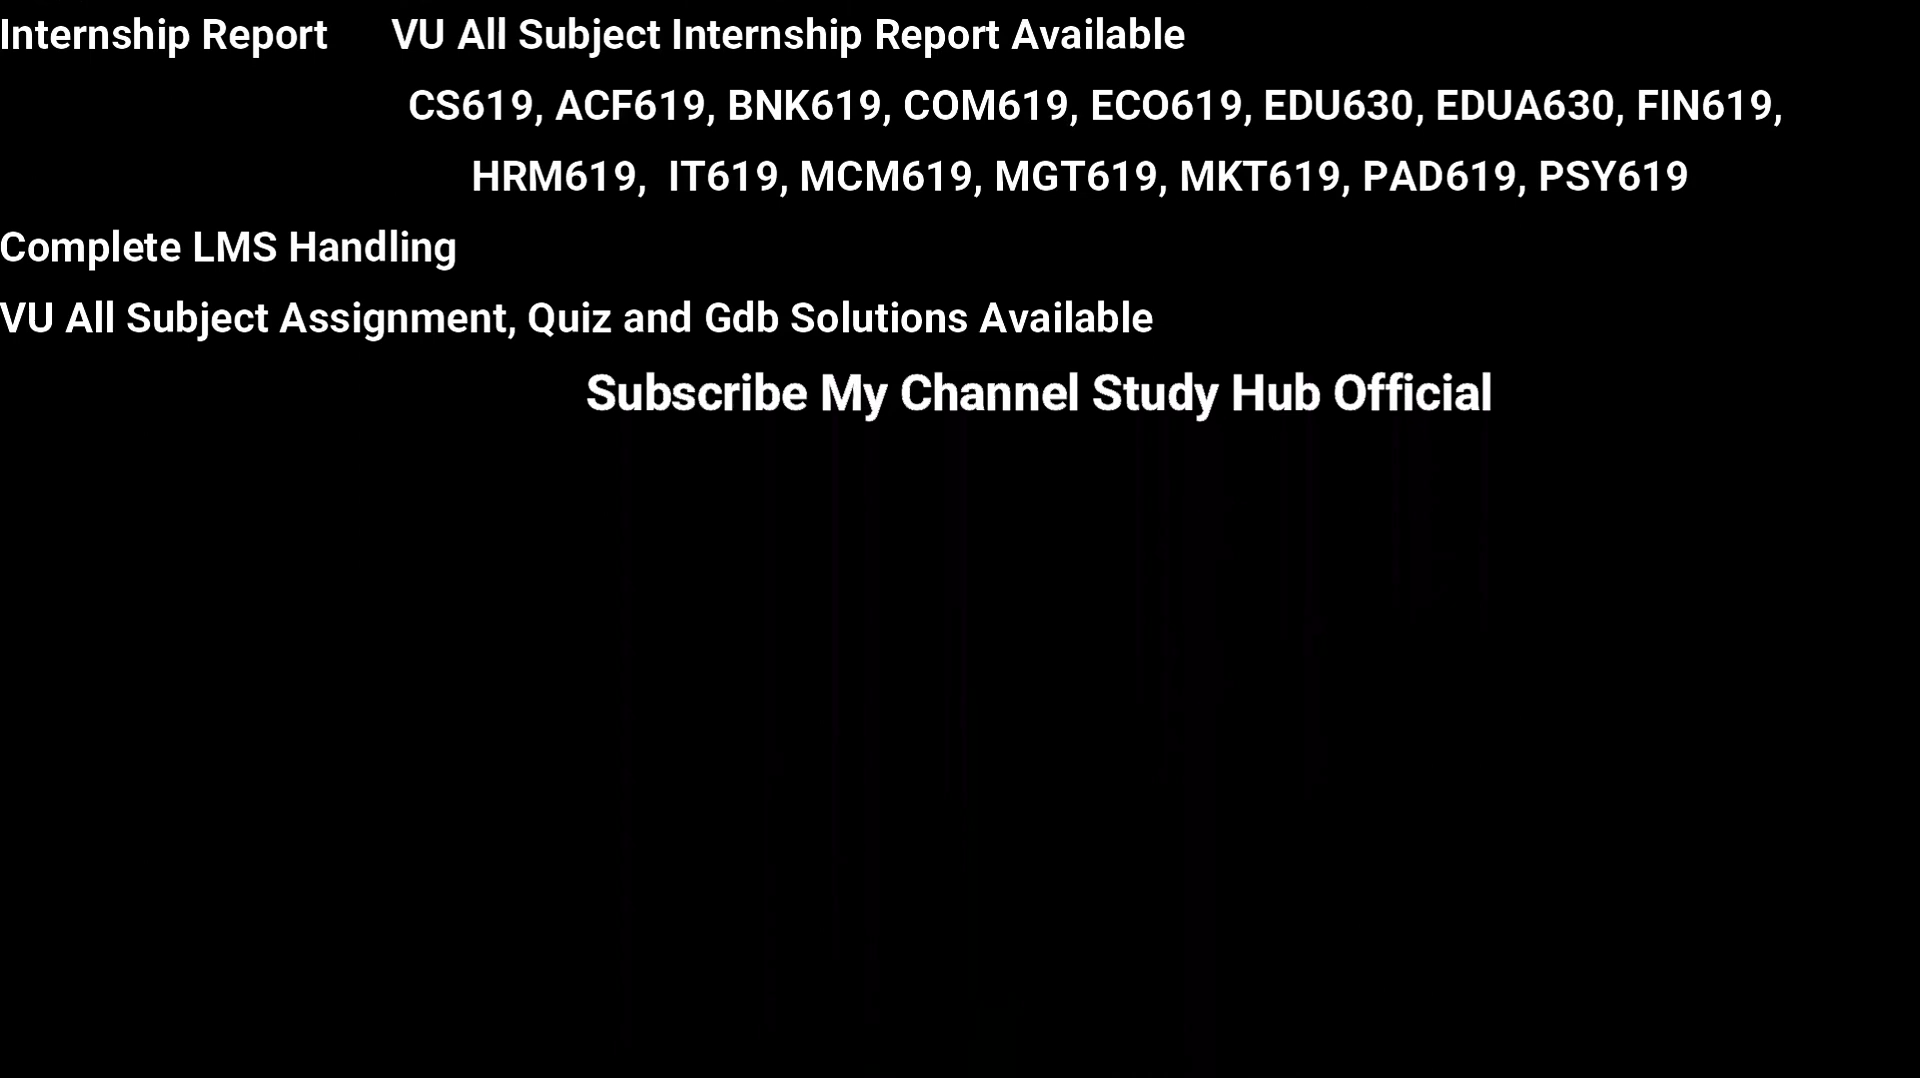 Internship Report VU All Subject Internship Report Available
CS619, ACF619, BNK619, COM619, ECO619, EDU630, EDUA630, FIN619,
HRM619, IT619, MCM619, MGT619, MKT619, PAD619, PSY619
Complete LMS Handling
VU All Subject Assignment, Quiz and Gdb Solutions Available
Subscribe My Channel Study Hub Official